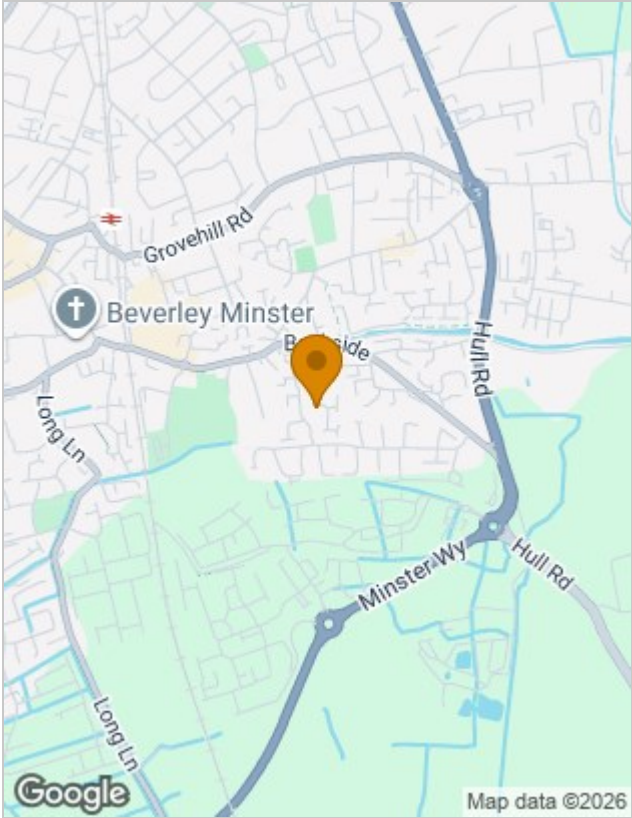 Grovehill Rd
Beverley Minster
Hull Rd
Long Ln
Minster Wy
Hull Rd
Long Ln
Google
Map data ©2026